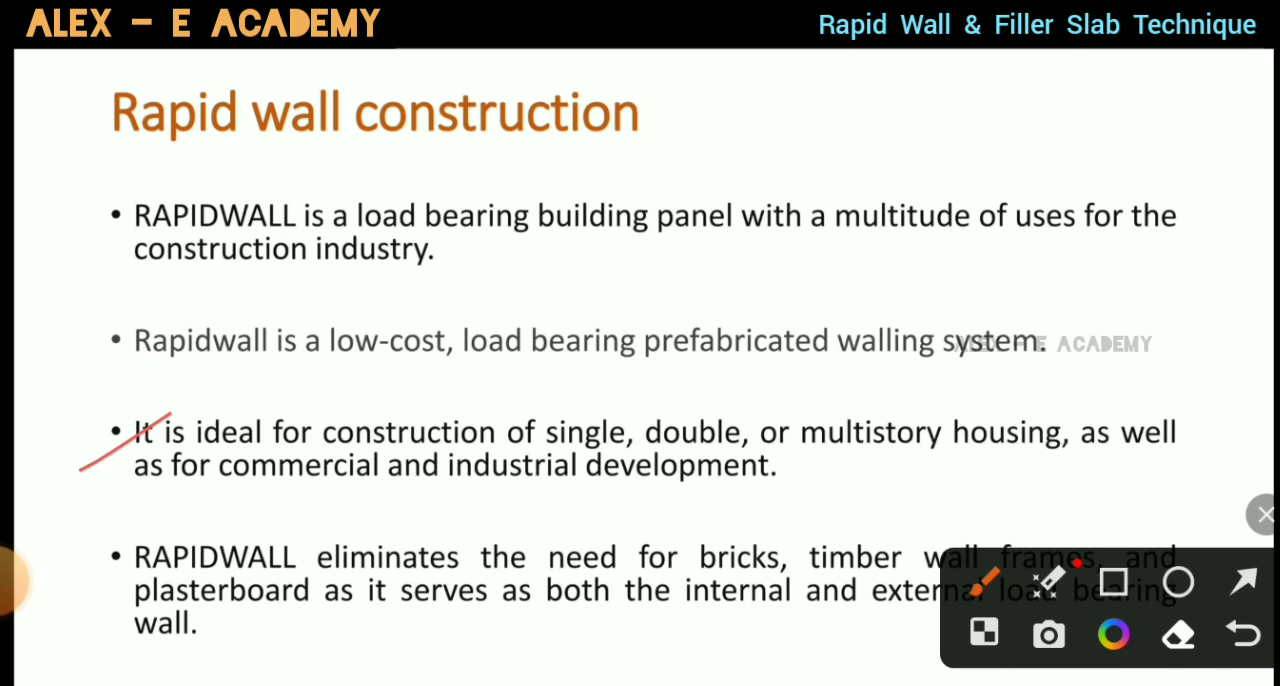 ALEX – E ACADEMY
Rapid Wall & Filler Slab Technique
Rapid wall construction
• RAPIDWALL is a load bearing building panel with a multitude of uses for the
construction industry.
• Rapidwall is a low-cost, load bearing prefabricated walling system.
ALEX – E ACADEMY
• It is ideal for construction of single, double, or multistory housing, as well
as for commercial and industrial development.
• RAPIDWALL eliminates the need for bricks, timber wall frames, and
plasterboard as it serves as both the internal and external load bearing
wall.